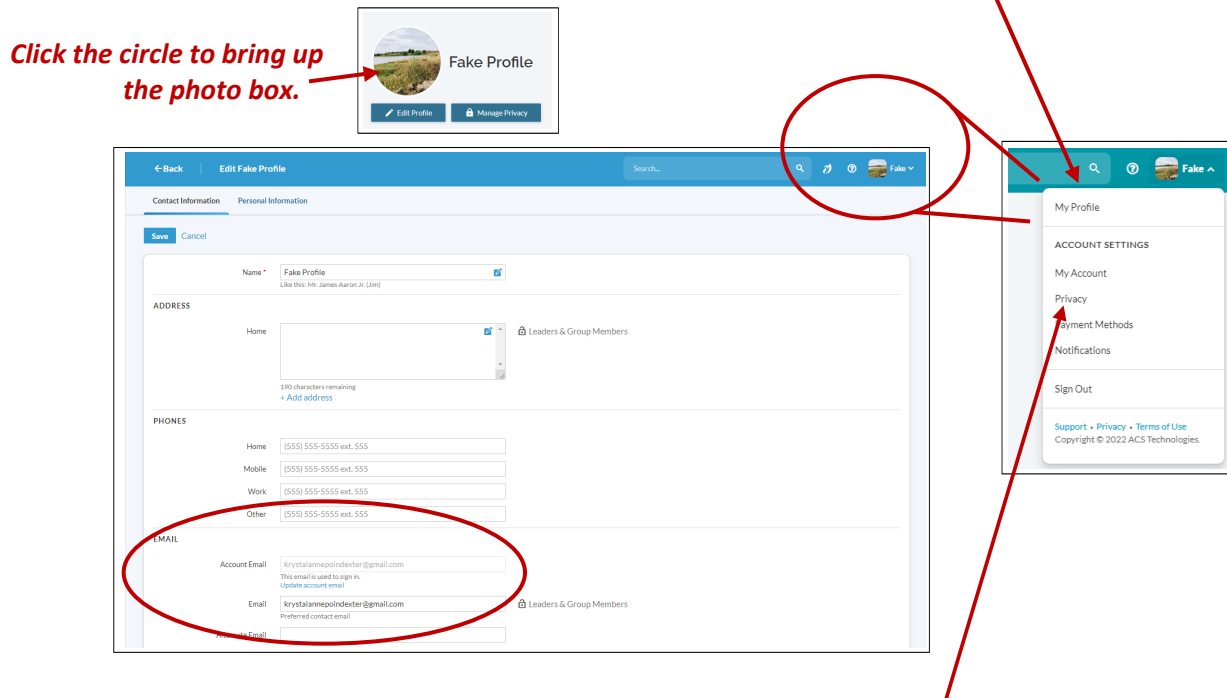 Click the circle to bring up
the photo box.
Fake Profile
Edit Profile
Manage Privacy
Back
Edit Fake Profile
Search...
Fake
Contact Information
Personal Information
Save
Cancel
Name *
Fake Profile
Like this: Mr. James Aaron Jr. (Jim)
ADDRESS
Home
Leaders & Group Members
190 characters remaining
+ Add address
PHONES
Home
(555) 555-5555 ext. 555
Mobile
(555) 555-5555 ext. 555
Work
(555) 555-5555 ext. 555
Other
(555) 555-5555 ext. 555
EMAIL
Account Email
krystalannepoindexter@gmail.com
This email is used to sign in.
Update account email
Email
krystalannepoindexter@gmail.com
Leaders & Group Members
Preferred contact email
Alternate Email
Fake
My Profile
ACCOUNT SETTINGS
My Account
Privacy
Payment Methods
Notifications
Sign Out
Support • Privacy • Terms of Use
Copyright © 2022 ACS Technologies.